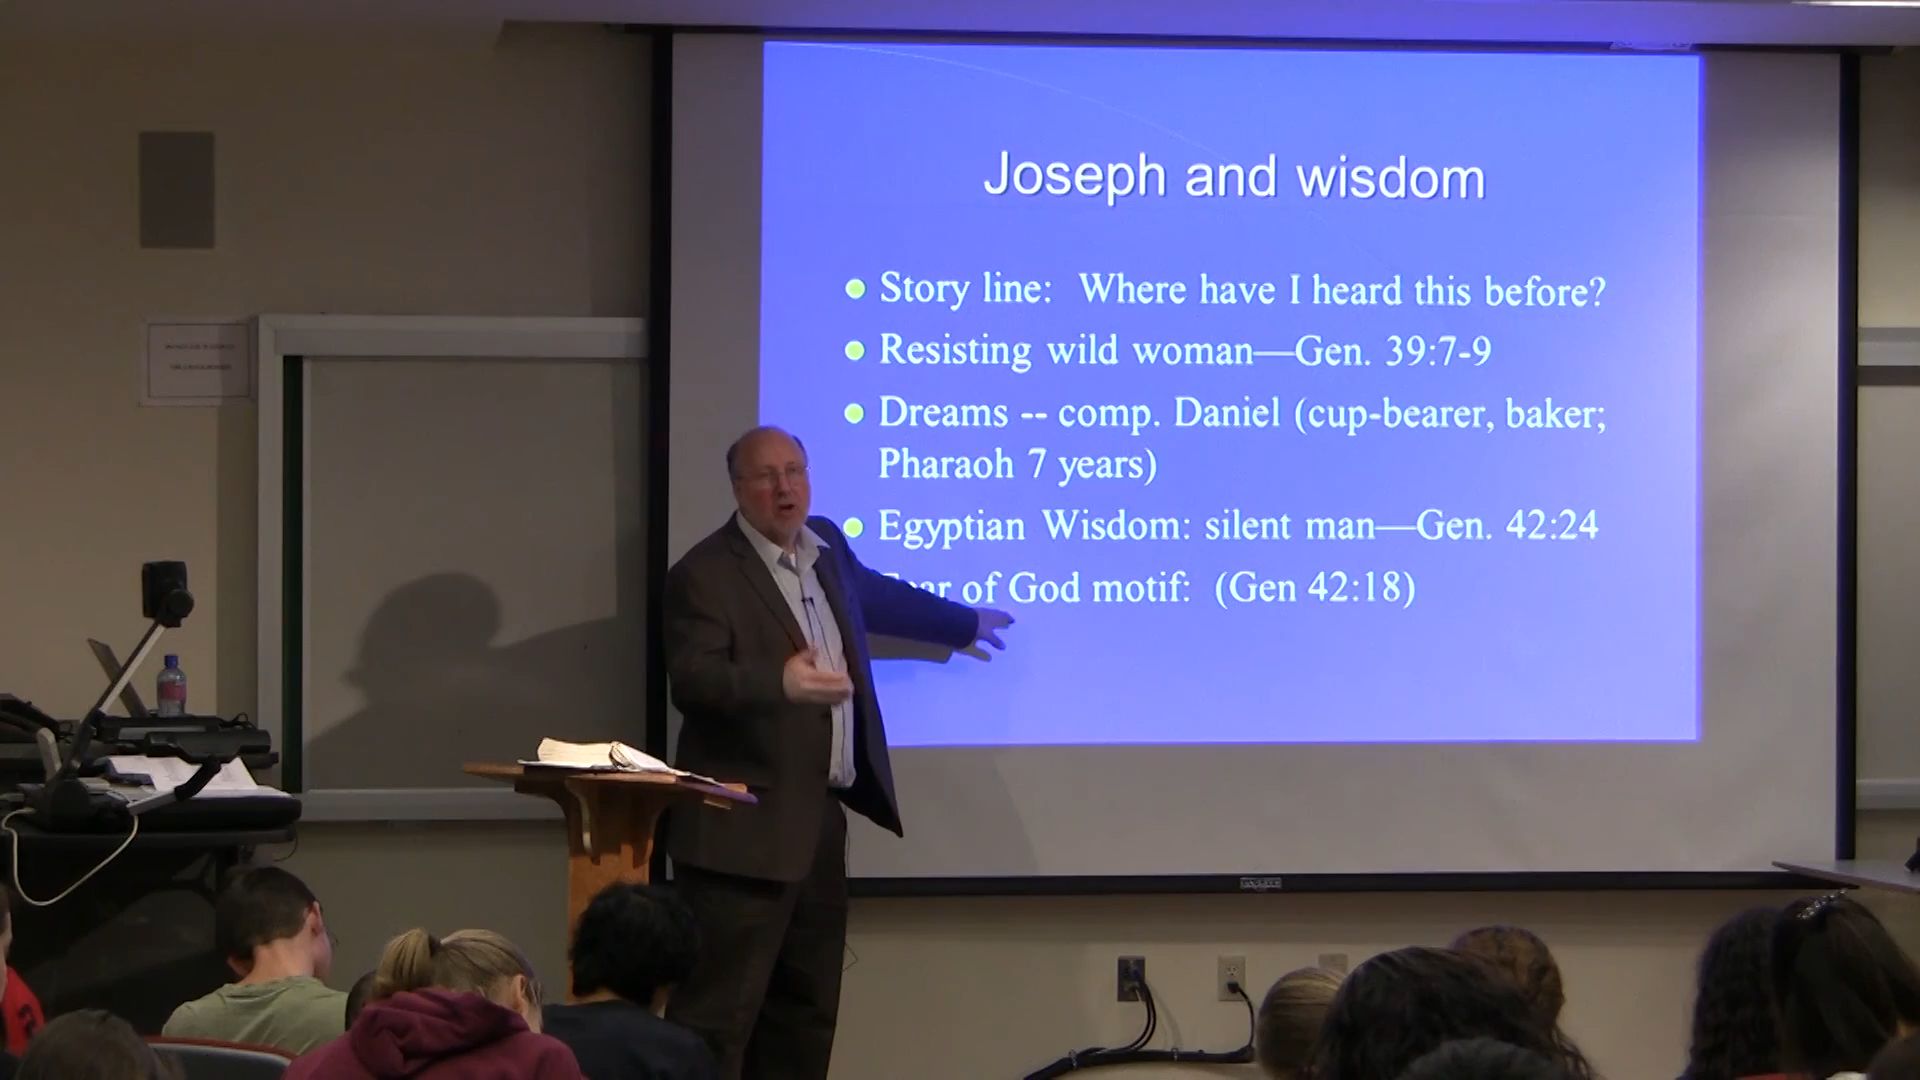 Joseph and wisdom
Story line: Where have I heard this before?
Resisting wild woman—Gen. 39:7-9
Dreams -- comp. Daniel (cup-bearer, baker;
Pharaoh 7 years)
Egyptian Wisdom: silent man—Gen. 42:24
of God motif: (Gen 42:18)